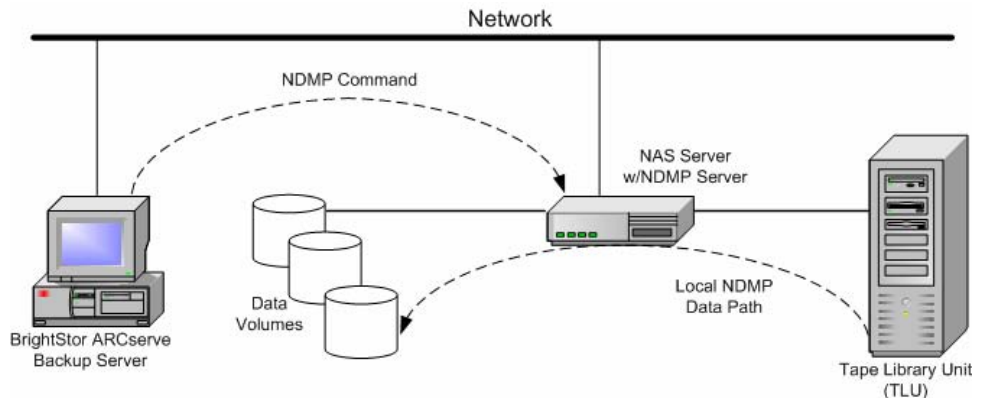 Network
NDMP Command
NAS Server
w/NDMP Server
Local NDMP
Data Path
Data
Volumes
BrightStor ARCserve
Backup Server
Tape Library Unit
(TLU)